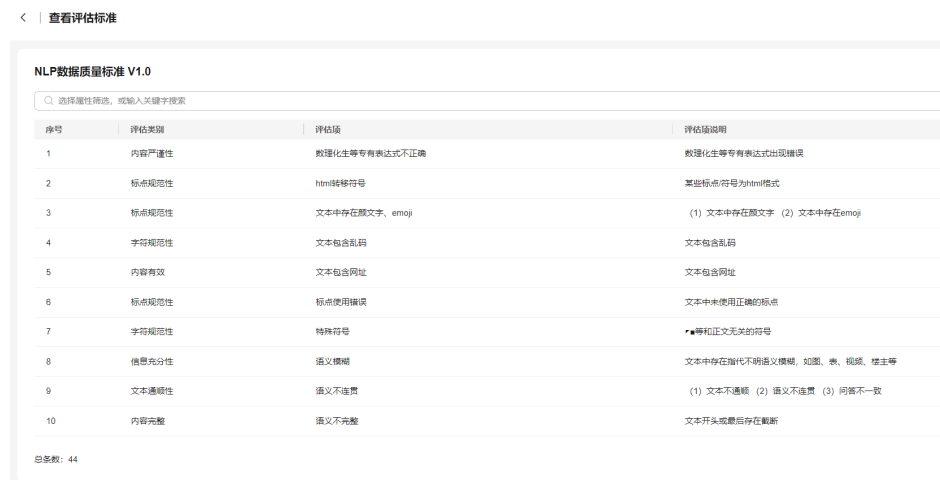 查看评估标准
NLP数据质量标准 V1.0
选择属性筛选，或输入关键字搜索
序号 评估类别 评估项 评估项说明
1 内容严谨性 数理化生等专有表达式不正确 数理化生等专有表达式出现错误
2 标点规范性 html转移符号 某些标点/符号为html格式
3 标点规范性 文本中存在颜文字、emoji （1）文本中存在颜文字 （2）文本中存在emoji
4 字符规范性 文本包含乱码 文本包含乱码
5 内容有效 文本包含网址 文本包含网址
6 标点规范性 标点使用错误 文本中未使用正确的标点
7 字符规范性 特殊符号 ◤■等和正文无关的符号
8 信息充分性 语义模糊 文本中存在指代不明语义模糊，如图、表、视频、楼主等
9 文本通顺性 语义不连贯 （1）文本不通顺 （2）语义不连贯 （3）问答不一致
10 内容完整 语义不完整 文本开头或最后存在截断
总条数：44